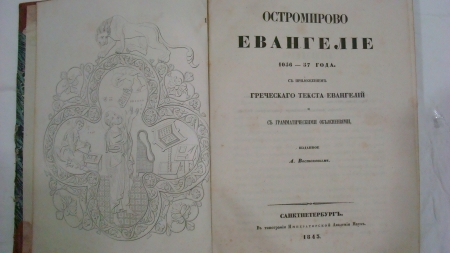 ОСТРОМИРОВО
ЕВАНГЕЛІЕ
1056 — 57 ГОДА.
СЪ ПРИЛОЖЕНІЕМЪ
ГРЕЧЕСКАГО ТЕКСТА ЕВАНГЕЛІЙ
И
СЪ ГРАММАТИЧЕСКИМИ ОБЪЯСНЕНІЯМИ,
ИЗДАННОЕ
А. Востоковымъ.
САНКТПЕТЕРБУРГЪ.
Въ типографіи Императорской Академіи Наукъ.
1843.